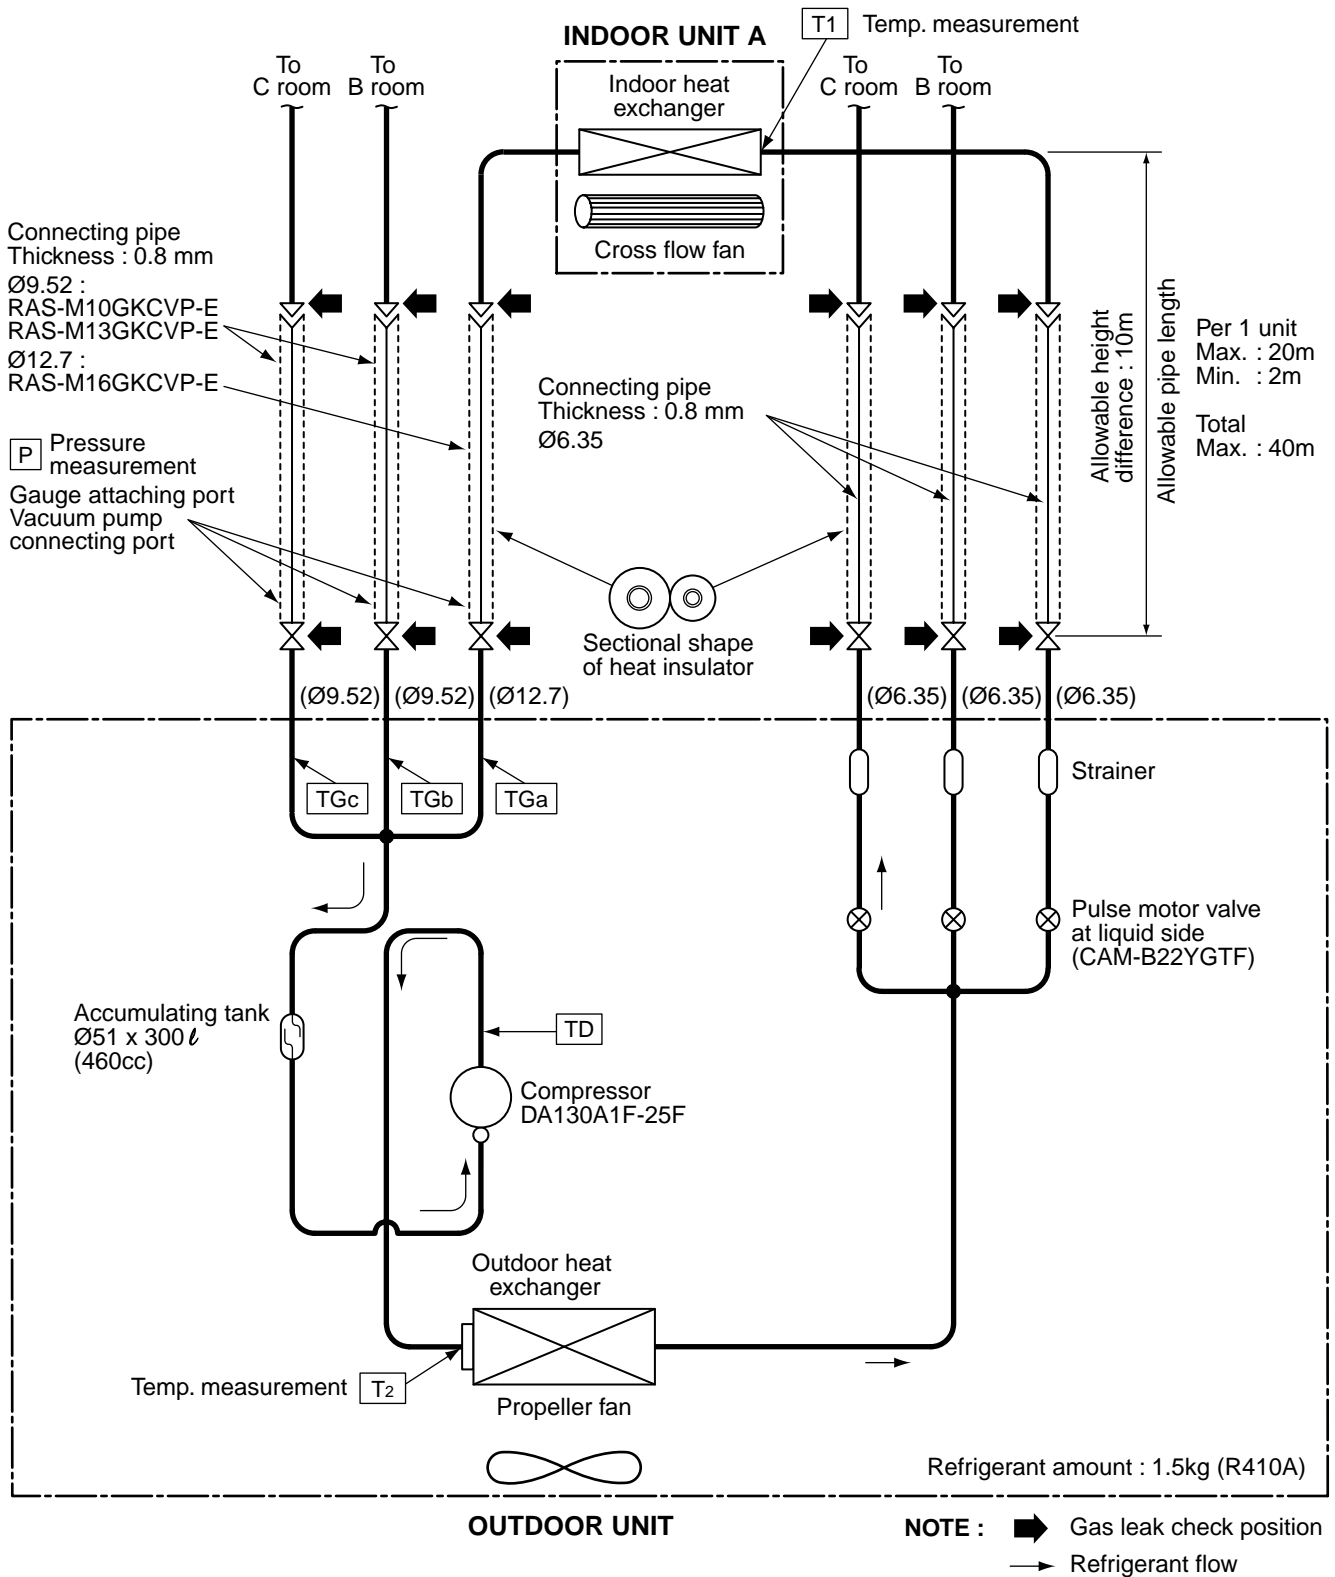 T1 Temp. measurement
INDOOR UNIT A
To
C room
To
B room
Indoor heat
exchanger
To
C room
To
B room
Cross flow fan
Connecting pipe
Thickness : 0.8 mm
Ø9.52 :
RAS-M10GKCVP-E
RAS-M13GKCVP-E
Ø12.7 :
RAS-M16GKCVP-E
P Pressure
measurement
Gauge attaching port
Vacuum pump
connecting port
Connecting pipe
Thickness : 0.8 mm
Ø6.35
Allowable height
difference : 10m
Allowable pipe length
Per 1 unit
Max. : 20m
Min. : 2m
Total
Max. : 40m
Sectional shape
of heat insulator
(Ø9.52) (Ø9.52) (Ø12.7) (Ø6.35) (Ø6.35) (Ø6.35)
TGc TGb TGa
Strainer
Pulse motor valve
at liquid side
(CAM-B22YGTF)
Accumulating tank
Ø51 x 300ℓ
(460cc)
TD
Compressor
DA130A1F-25F
Outdoor heat
exchanger
Temp. measurement T2
Propeller fan
Refrigerant amount : 1.5kg (R410A)
OUTDOOR UNIT
NOTE : Gas leak check position
Refrigerant flow